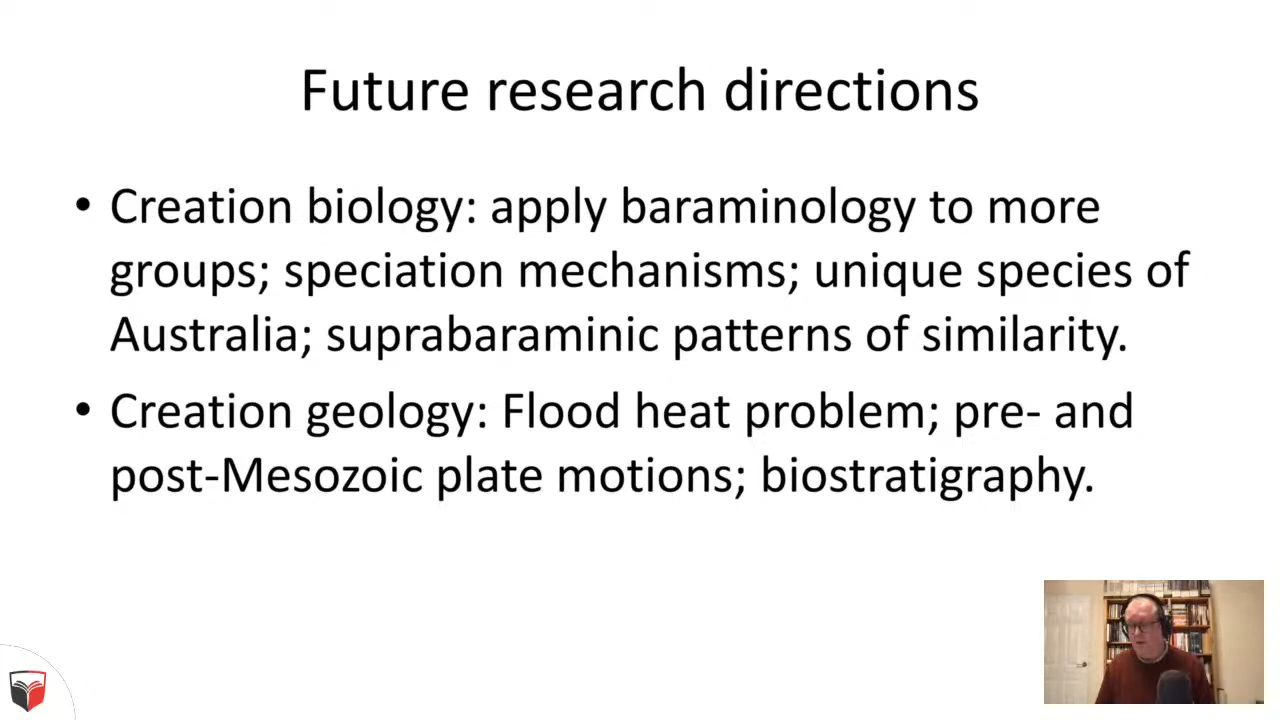 Future research directions
• Creation biology: apply baraminology to more
groups; speciation mechanisms; unique species of
Australia; suprabaraminic patterns of similarity.
• Creation geology: Flood heat problem; pre- and
post-Mesozoic plate motions; biostratigraphy.